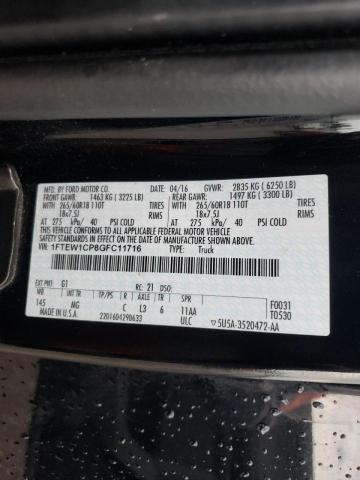 MFD. BY FORD MOTOR CO.
DATE: 04/16 GVWR: 2835 KG ( 6250 LB)
FRONT GAWR: 1463 KG ( 3225 LB) REAR GAWR: 1497 KG ( 3300 LB)
WITH 265/60R18 110T WITH 265/60R18 110T
TIRES TIRES
18x7.5J 18x7.5J
RIMS RIMS
AT 275 kPa/ 40 PSI COLD AT 275 kPa/ 40 PSI COLD
THIS VEHICLE CONFORMS TO ALL APPLICABLE FEDERAL MOTOR
VEHICLE SAFETY AND THEFT PREVENTION STANDARDS IN EFFECT ON THE DATE OF
MANUFACTURE SHOWN ABOVE.
VIN: 1FTEW1CP8GFC11716
TYPE: Truck
EXT PNT: G1 RC: 21 DSO:
WB INT TR TP/PS R AXLE TR SPR F0031
145 NG C L3 6 11AA T0530
MADE IN U.S.A. 2201604290633 ULC 5U5A-3520472-AA